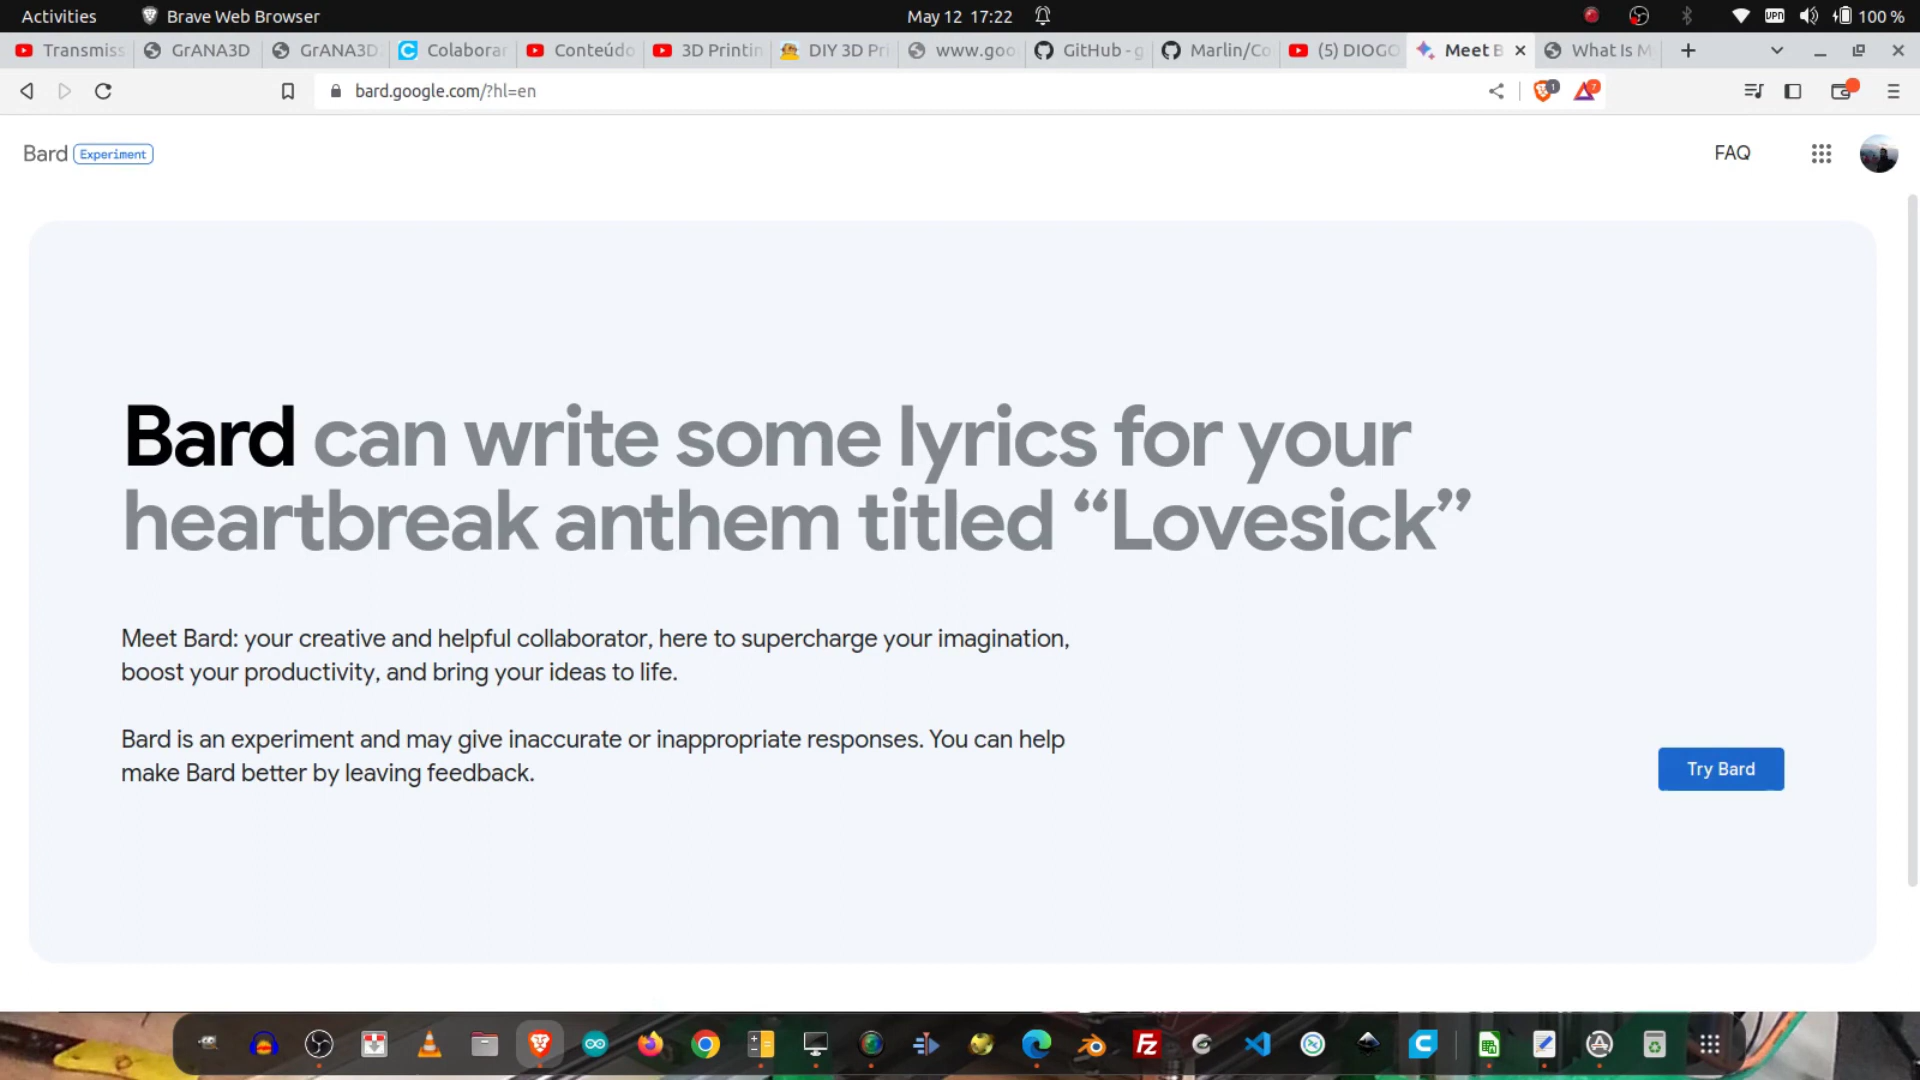 Activities Brave Web Browser May 12 17:22 VPN 100 %
Transmiss GrANA3D GrANA3D Colaborar Conteúdo 3D Printin DIY 3D Pri www.goo GitHub - g Marlin/Co (5) DIOGO Meet B What Is M
bard.google.com/?hl=en 1 7
Bard Experiment FAQ
Bard can write some lyrics for your
heartbreak anthem titled “Lovesick”
Meet Bard: your creative and helpful collaborator, here to supercharge your imagination,
boost your productivity, and bring your ideas to life.
Bard is an experiment and may give inaccurate or inappropriate responses. You can help
make Bard better by leaving feedback.
Try Bard